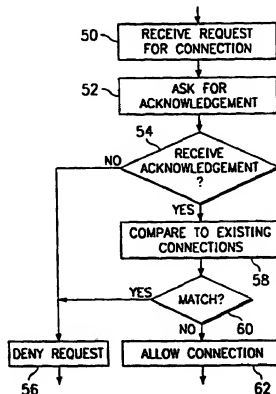 50
RECEIVE REQUEST
FOR CONNECTION
52
ASK FOR
ACKNOWLEDGEMENT
54
NO
RECEIVE
ACKNOWLEDGEMENT
?
YES
COMPARE TO EXISTING
CONNECTIONS
58
YES
MATCH?
60
NO
DENY REQUEST
ALLOW CONNECTION
56
62